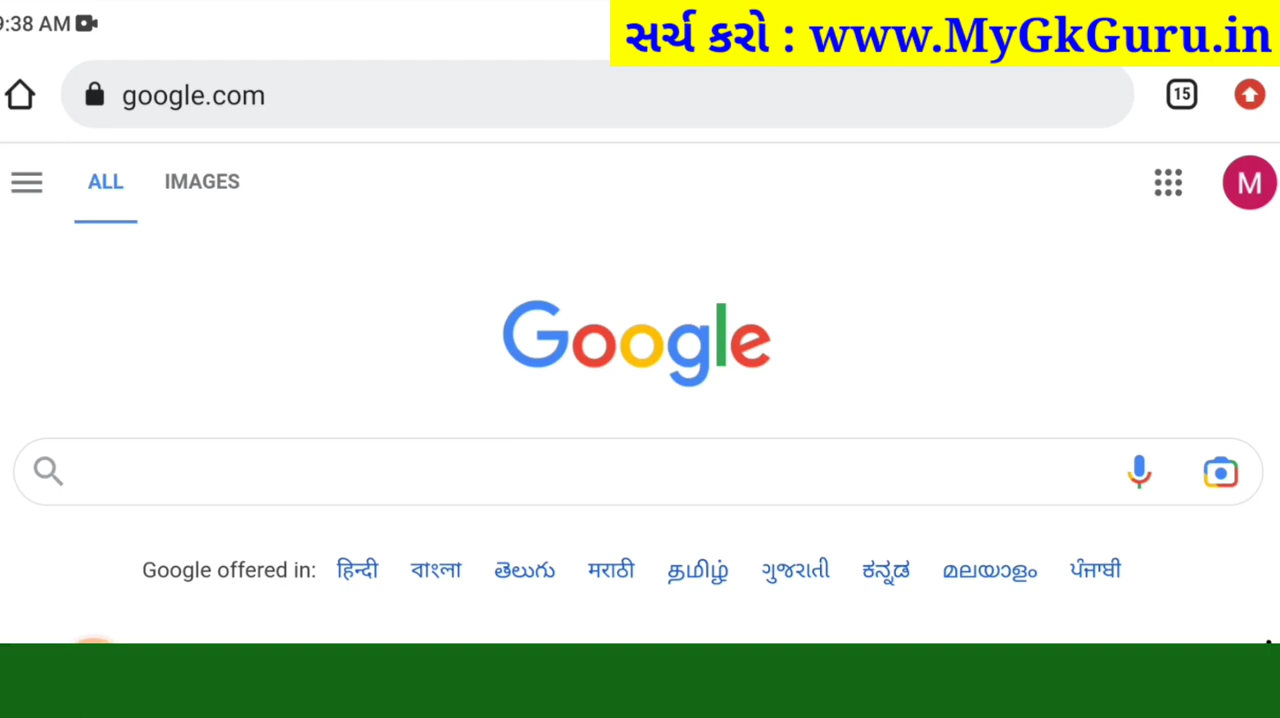 9:38 AM
સર્ચ કરો : www.MyGkGuru.in
google.com
15
ALL IMAGES
M
Google
Google offered in: हिन्दी বাংলা తెలుగు मराठी தமிழ் ગુજરાતી ಕನ್ನಡ മലയാളം ਪੰਜਾਬੀ